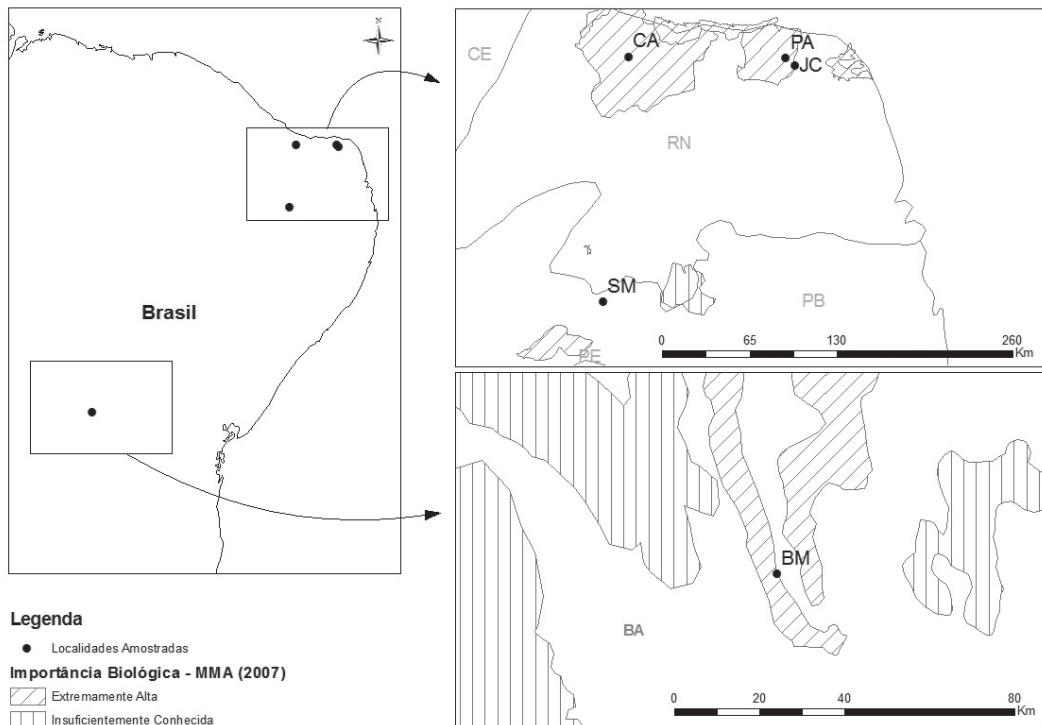 N
Brasil
CE
CA
PA
JC
RN
SM
PB
PE
0 65 130 260
Km
BM
BA
0 20 40 80
Km
Legenda
Localidades Amostradas
Importância Biológica - MMA (2007)
Extremamente Alta
Insuficientemente Conhecida